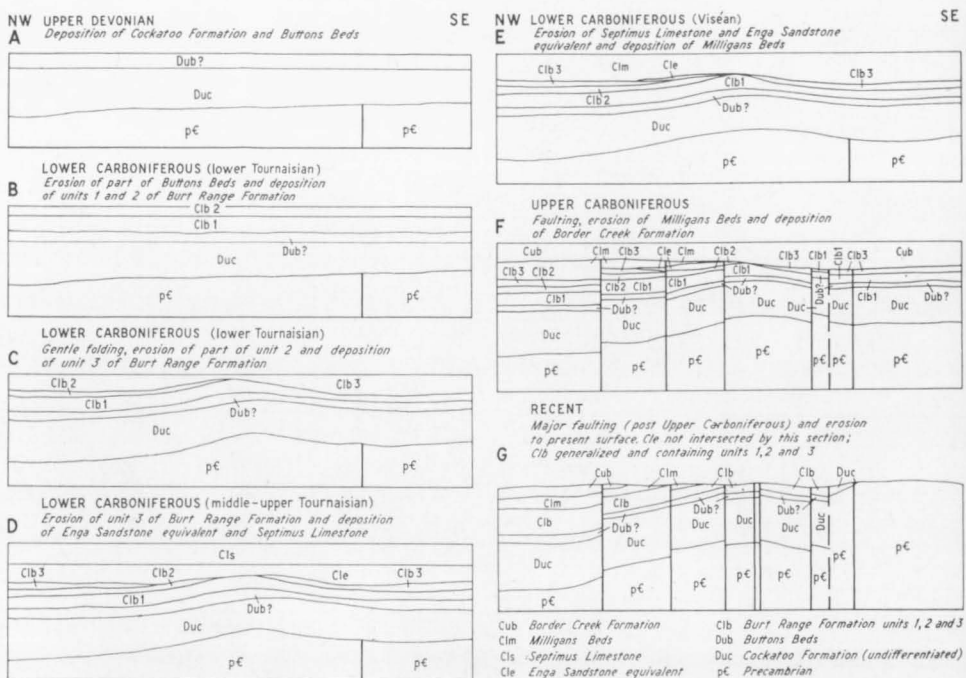 NW UPPER DEVONIAN SE
A Deposition of Cockatoo Formation and Buttons Beds
Dub?
Duc
p€ p€
LOWER CARBONIFEROUS (lower Tournaisian)
B Erosion of part of Buttons Beds and deposition
of units 1 and 2 of Burt Range Formation
Clb 2
Clb 1
Dub?
Duc
p€ p€
LOWER CARBONIFEROUS (lower Tournaisian)
C Gentle folding, erosion of part of unit 2 and deposition
of unit 3 of Burt Range Formation
Clb2 Clb3
Clb1
Dub?
Duc
p€ p€
LOWER CARBONIFEROUS (middle-upper Tournaisian)
D Erosion of unit 3 of Burt Range Formation and deposition
of Enga Sandstone equivalent and Septimus Limestone
Cls
Clb3 Clb2 Cle Clb3
Clb1
Dub?
Duc
p€ p€
NW LOWER CARBONIFEROUS (Viséan) SE
E Erosion of Septimus Limestone and Enga Sandstone
equivalent and deposition of Milligans Beds
Clb3 Clm Cle Clb3
Clb1
Clb2
Dub?
Duc
p€ p€
UPPER CARBONIFEROUS
F Faulting, erosion of Milligans Beds and deposition
of Border Creek Formation
Cub Clm Clb3 Cle Clm Clb2 Clb3 Clb1 Clb1 Clb3 Cub
Clb3 Clb2 Clb1
Clb2 Clb1 Clb1 Clb1 Dub?
Clb1 Dub? Dub? Dub?
Duc Duc Duc Duc Duc Duc
p€ p€ p€ p€ p€ p€ p€
RECENT
Major faulting (post Upper Carboniferous) and erosion
to present surface. Cle not intersected by this section;
G Clb generalized and containing units 1, 2 and 3
Cub Clm Clb Clb Duc
Clm Clb
Clb Dub? Dub? Dub?
Duc Duc Duc Duc Duc Duc
p€ p€ p€ p€ p€ p€ p€ p€
Cub Border Creek Formation
Clm Milligans Beds
Cls Septimus Limestone
Cle Enga Sandstone equivalent
Clb Burt Range Formation units 1, 2 and 3
Dub Buttons Beds
Duc Cockatoo Formation (undifferentiated)
p€ Precambrian